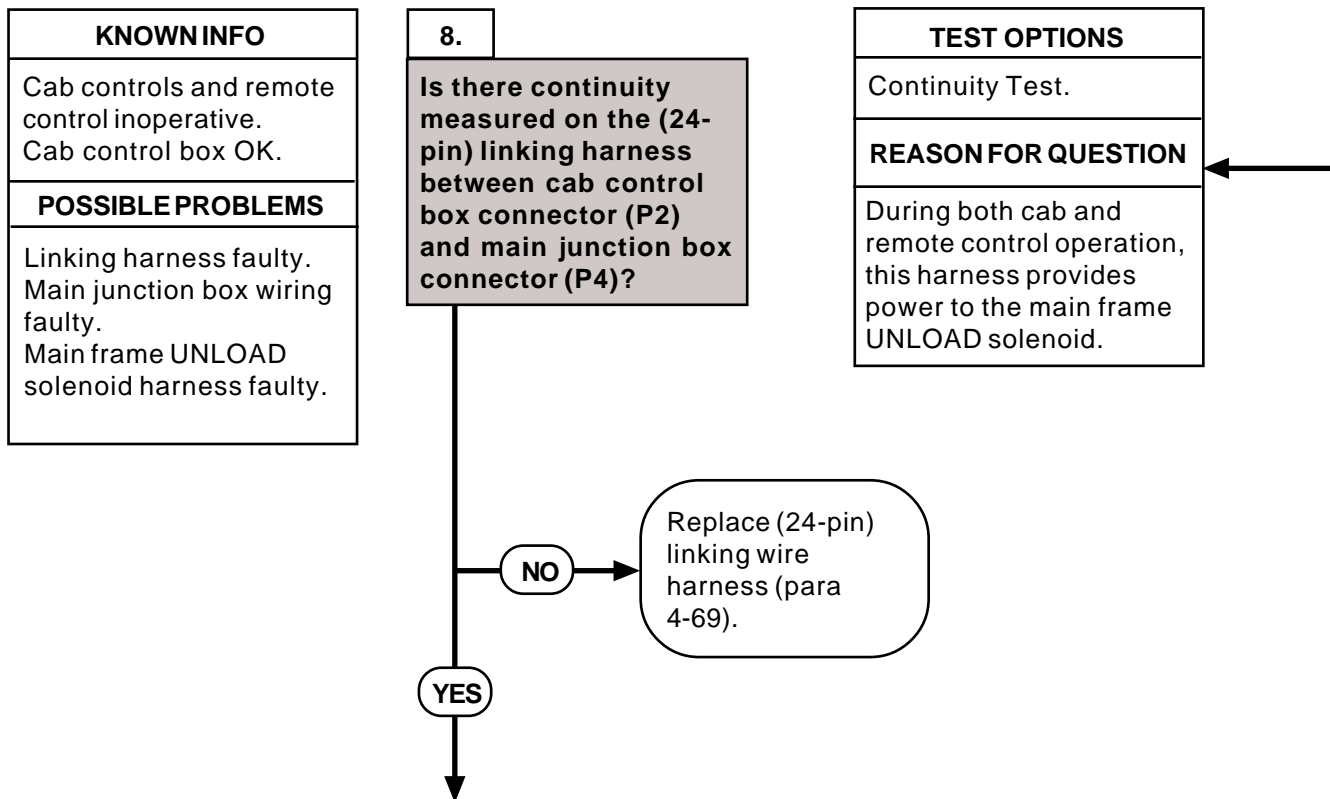 KNOWN INFO
Cab controls and remote
control inoperative.
Cab control box OK.
POSSIBLE PROBLEMS
Linking harness faulty.
Main junction box wiring
faulty.
Main frame UNLOAD
solenoid harness faulty.
8.
Is there continuity
measured on the (24-
pin) linking harness
between cab control
box connector (P2)
and main junction box
connector (P4)?
TEST OPTIONS
Continuity Test.
REASON FOR QUESTION
During both cab and
remote control operation,
this harness provides
power to the main frame
UNLOAD solenoid.
NO
Replace (24-pin)
linking wire
harness (para
4-69).
YES